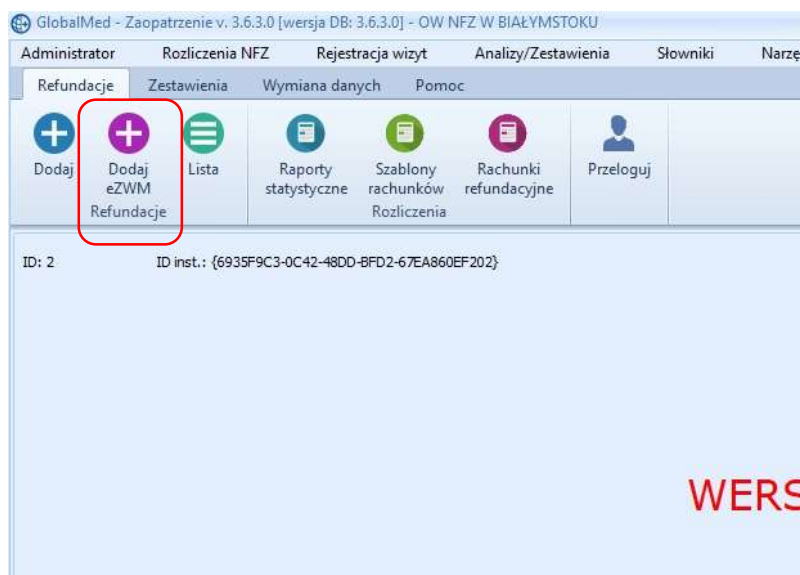 GlobalMed - Zaopatrzenie v. 3.6.3.0 [wersja DB: 3.6.3.0] - OW NFZ W BIAŁYMSTOKU
Administrator Rozliczenia NFZ Rejestracja wizyt Analizy/Zestawienia Słowniki Narzę
Refundacje Zestawienia Wymiana danych Pomoc
Dodaj Dodaj eZWM Lista Raporty statystyczne Szablony rachunków Rachunki refundacyjne Przeloguj
Refundacje Rozliczenia
ID: 2 ID inst.: {6935F9C3-0C42-48DD-BFD2-67EA860EF202}
WERS